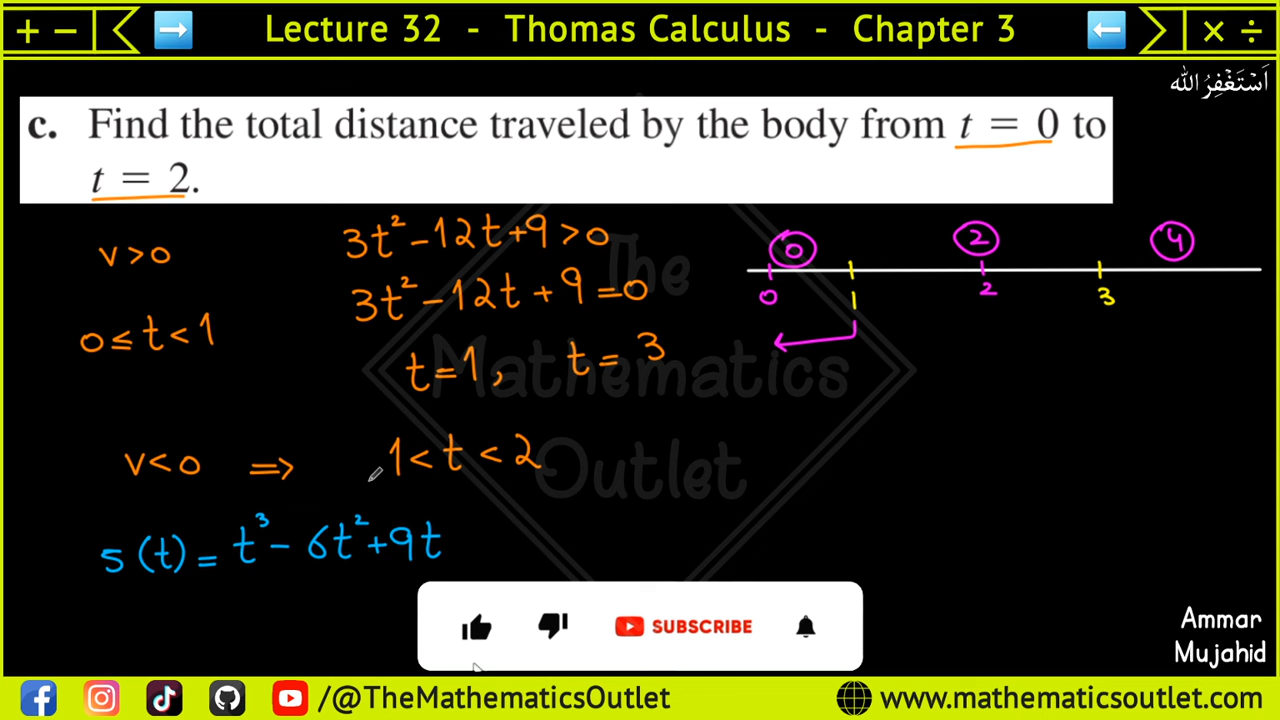 + − Lecture 32 - Thomas Calculus - Chapter 3 × ÷
اَسْتَغْفِرُ اللّٰه
c. Find the total distance traveled by the body from t = 0 to
t = 2.
v > 0
3t² - 12t + 9 > 0
3t² - 12t + 9 = 0
0 ≤ t < 1
t = 1, t = 3
0 2 4
0 1 2 3
v < 0 ⇒ 1 < t < 2
s(t) = t³ - 6t² + 9t
The
Mathematics
Outlet
SUBSCRIBE
Ammar
Mujahid
/@TheMathematicsOutlet www.mathematicsoutlet.com